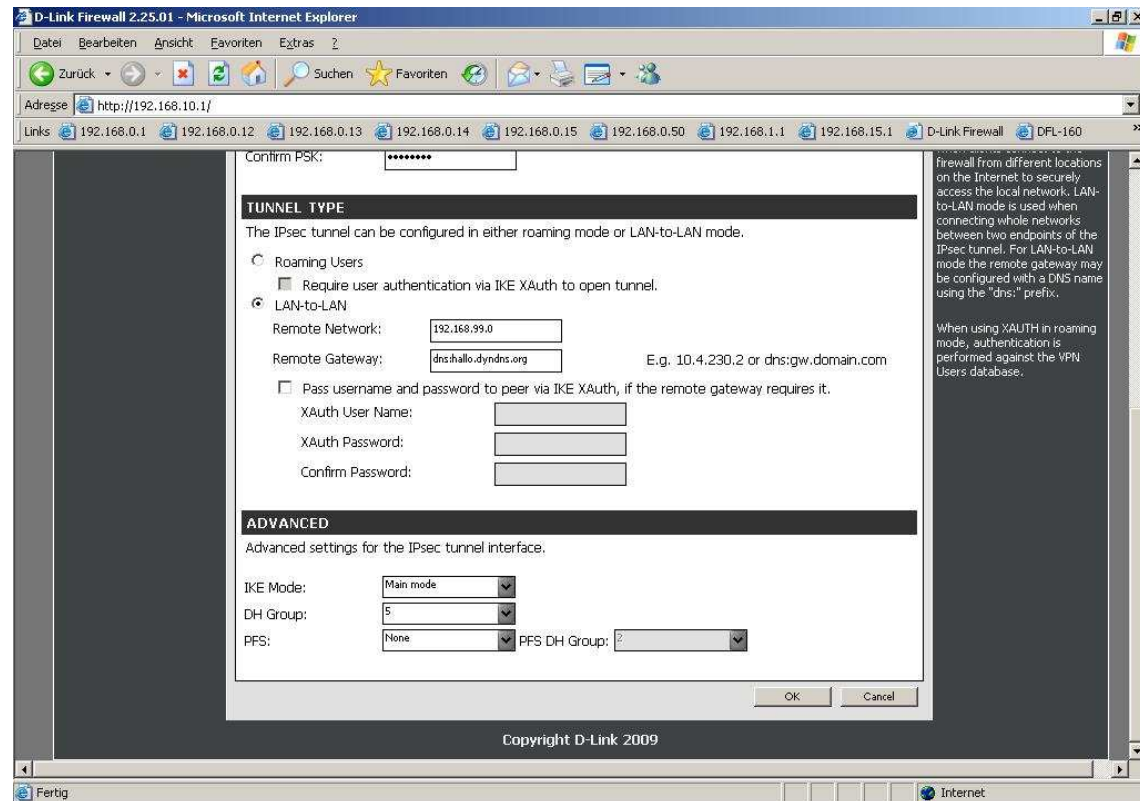 D-Link Firewall 2.25.01 - Microsoft Internet Explorer
Datei Bearbeiten Ansicht Favoriten Extras ?
Zurück Suchen Favoriten
Adresse http://192.168.10.1/
Links 192.168.0.1 192.168.0.12 192.168.0.13 192.168.0.14 192.168.0.15 192.168.0.50 192.168.1.1 192.168.15.1 D-Link Firewall DFL-160 »
Confirm PSK: ••••••••
TUNNEL TYPE
The IPsec tunnel can be configured in either roaming mode or LAN-to-LAN mode.
Roaming Users
Require user authentication via IKE XAuth to open tunnel.
LAN-to-LAN
Remote Network: 192.168.99.0
Remote Gateway: dns:hallo.dyndns.org E.g. 10.4.230.2 or dns:gw.domain.com
Pass username and password to peer via IKE XAuth, if the remote gateway requires it.
XAuth User Name:
XAuth Password:
Confirm Password:
ADVANCED
Advanced settings for the IPsec tunnel interface.
IKE Mode: Main mode
DH Group: 5
PFS: None PFS DH Group: 2
OK Cancel
firewall from different locations
on the Internet to securely
access the local network. LAN-
to-LAN mode is used when
connecting whole networks
between two endpoints of the
IPsec tunnel. For LAN-to-LAN
mode the remote gateway may
be configured with a DNS name
using the "dns:" prefix.
When using XAUTH in roaming
mode, authentication is
performed against the VPN
Users database.
Copyright D-Link 2009
Fertig Internet